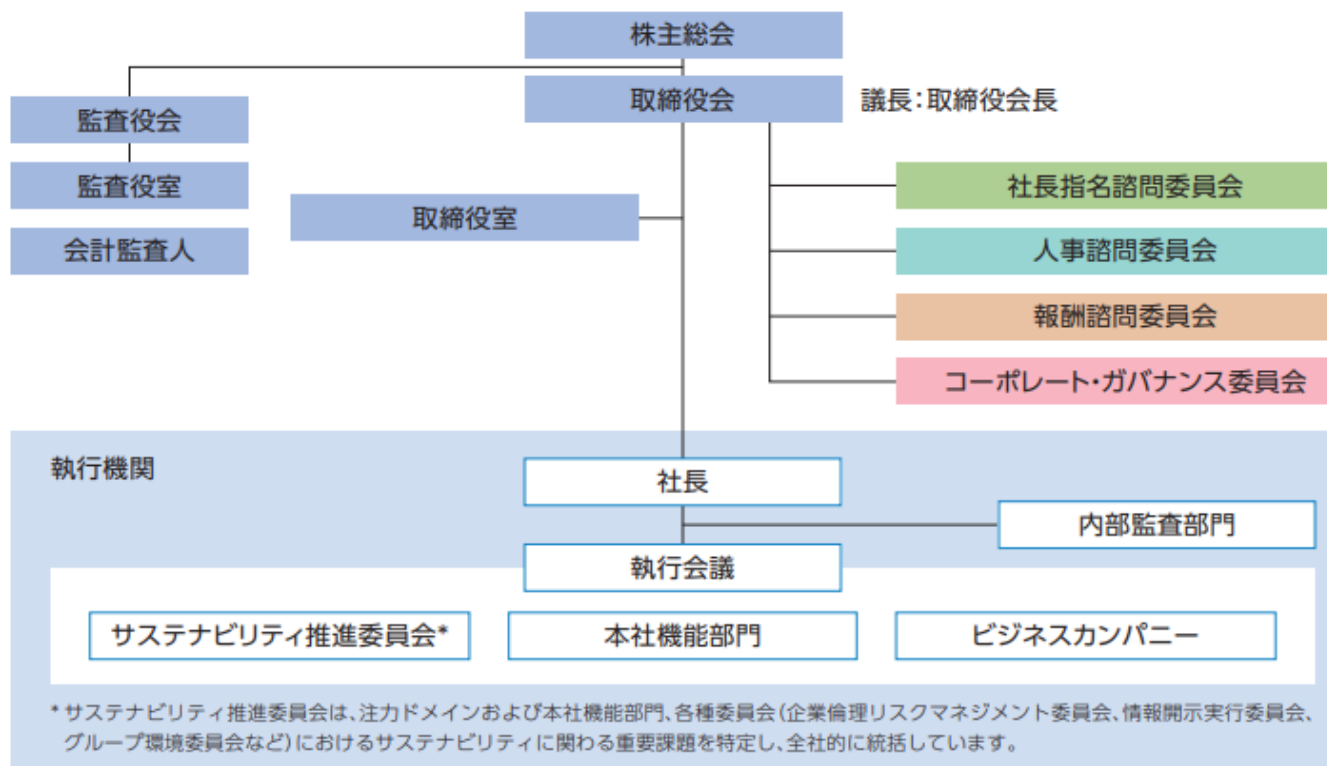 株主総会
取締役会
議長：取締役会長
監査役会
監査役室
会計監査人
取締役室
社長指名諮問委員会
人事諮問委員会
報酬諮問委員会
コーポレート・ガバナンス委員会
執行機関
社長
内部監査部門
執行会議
サステナビリティ推進委員会*
本社機能部門
ビジネスカンパニー
* サステナビリティ推進委員会は、注力ドメインおよび本社機能部門、各種委員会（企業倫理リスクマネジメント委員会、情報開示実行委員会、
グループ環境委員会など）におけるサステナビリティに関わる重要課題を特定し、全社的に統括しています。